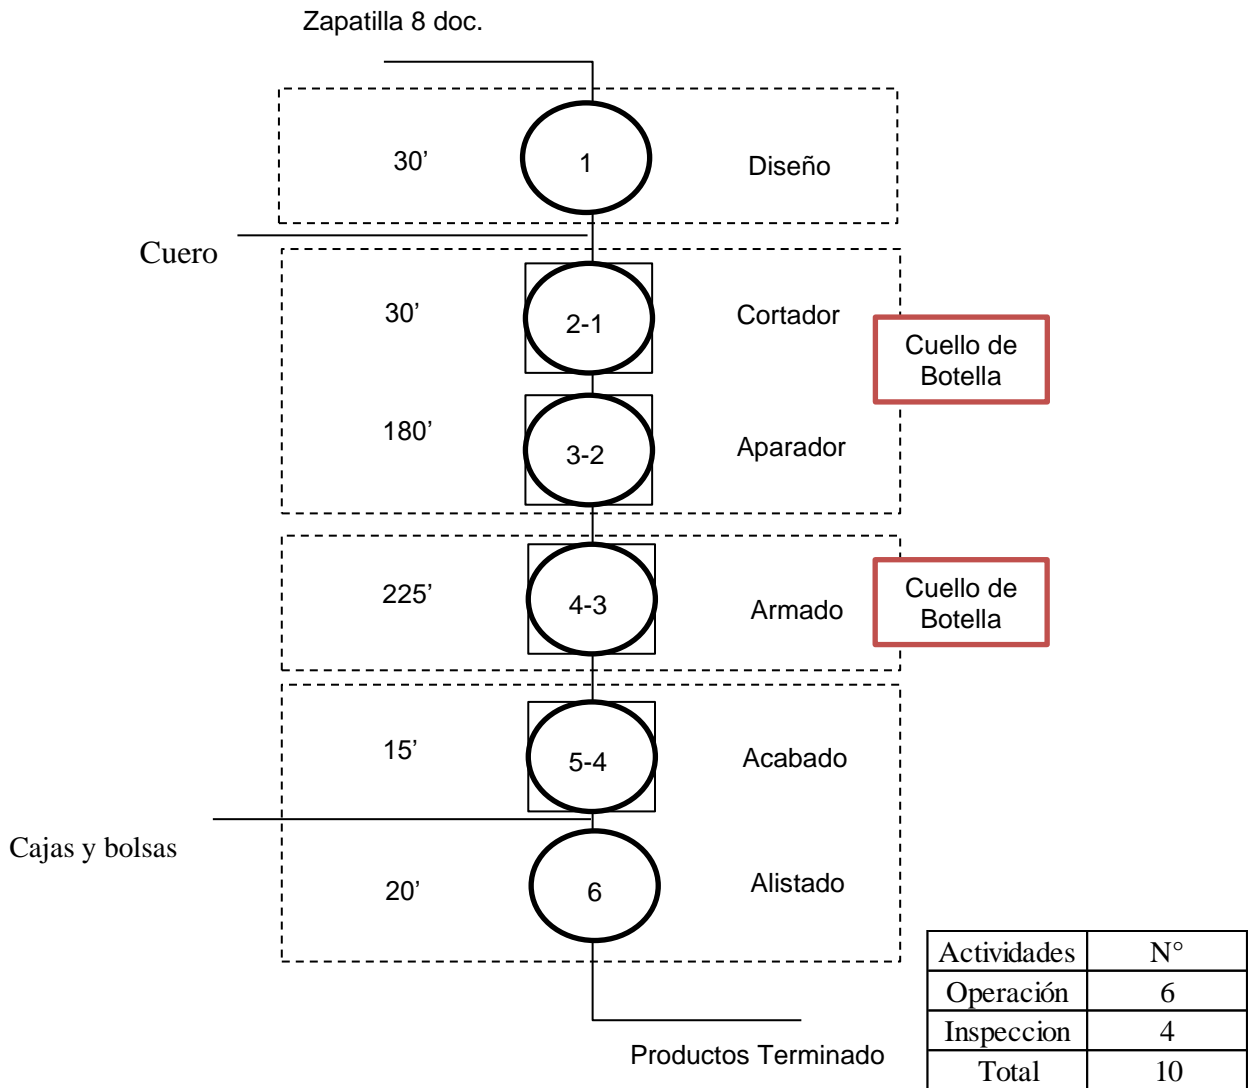 Zapatilla 8 doc.
30’
1
Diseño
Cuero
30’
2-1
Cortador
Cuello de
Botella
180’
3-2
Aparador
225’
4-3
Armado
Cuello de
Botella
15’
5-4
Acabado
Cajas y bolsas
20’
6
Alistado
Productos Terminado
Actividades N°
Operación 6
Inspeccion 4
Total 10